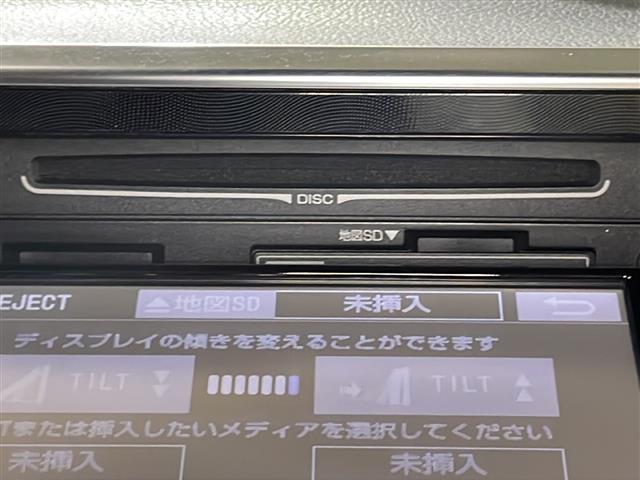 DISC
地図SD▼
EJECT ⏏地図SD 未挿入
ディスプレイの傾きを変えることができます
TILT TILT
Tまたは挿入したいメディアを選択してください
未挿入 未挿入